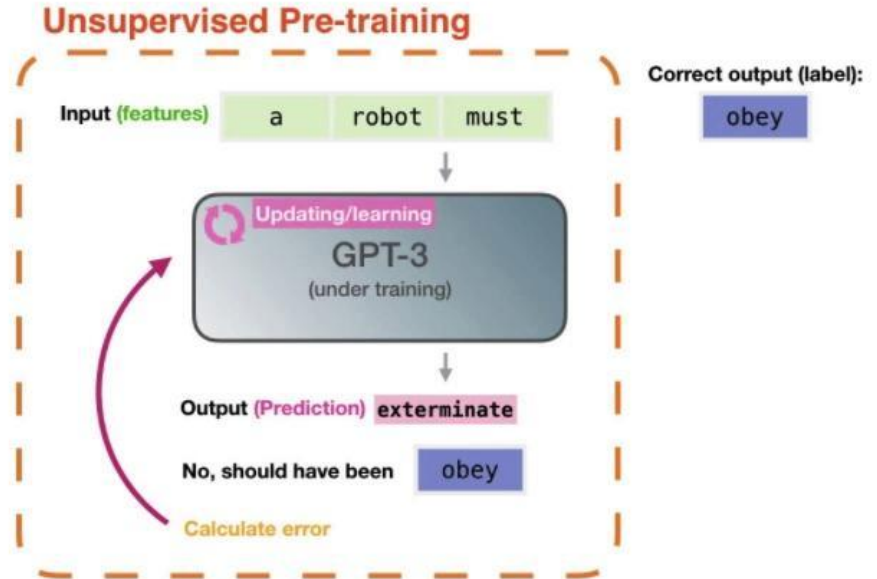 Unsupervised Pre-training
Correct output (label):
obey
Input (features) a robot must
Updating/learning
GPT-3
(under training)
Output (Prediction) exterminate
No, should have been obey
Calculate error